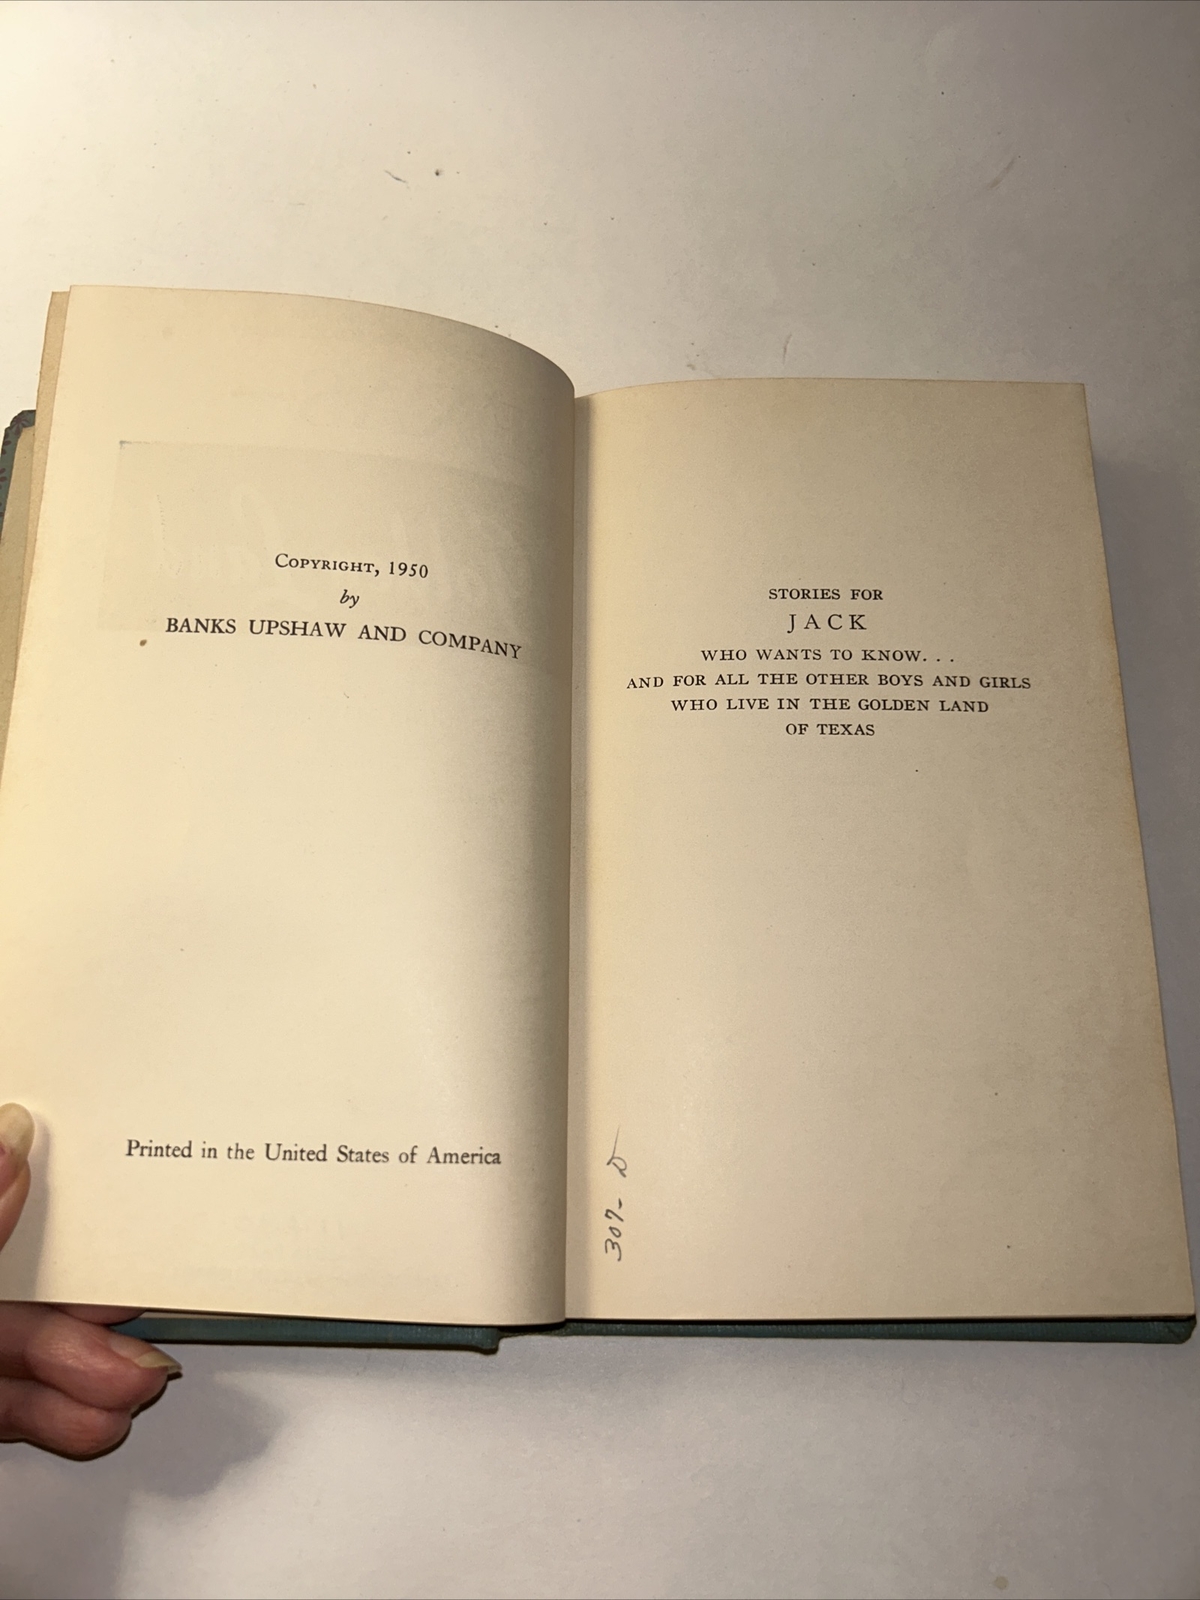 Copyright, 1950
by
BANKS UPSHAW AND COMPANY
Printed in the United States of America
STORIES FOR
JACK
WHO WANTS TO KNOW...
AND FOR ALL THE OTHER BOYS AND GIRLS
WHO LIVE IN THE GOLDEN LAND
OF TEXAS
307- D